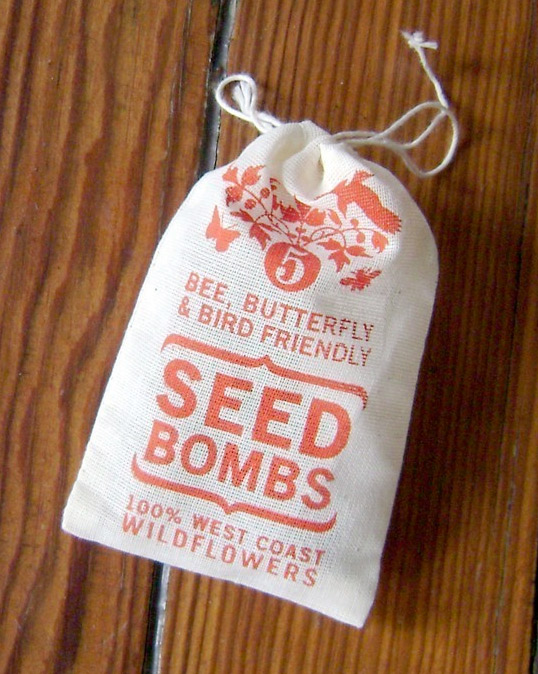 5
BEE, BUTTERFLY
& BIRD FRIENDLY
SEED
BOMBS
100% WEST COAST
WILDFLOWERS